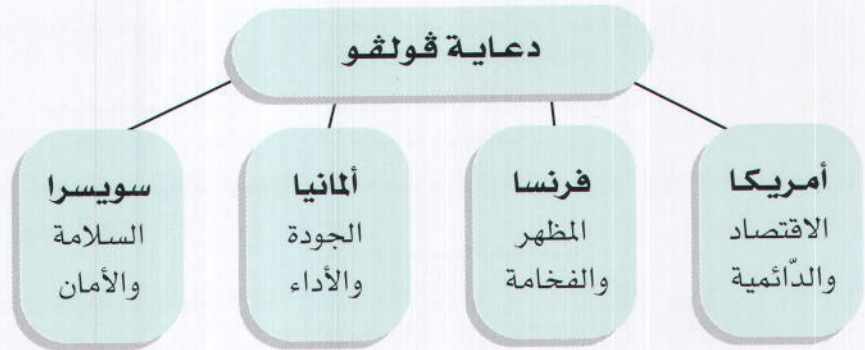 دعاية ڤولڤو
أمريكا
الاقتصاد
والدّائمية
فرنسا
المظهر
والفخامة
ألمانيا
الجودة
والأداء
سويسرا
السلامة
والأمان